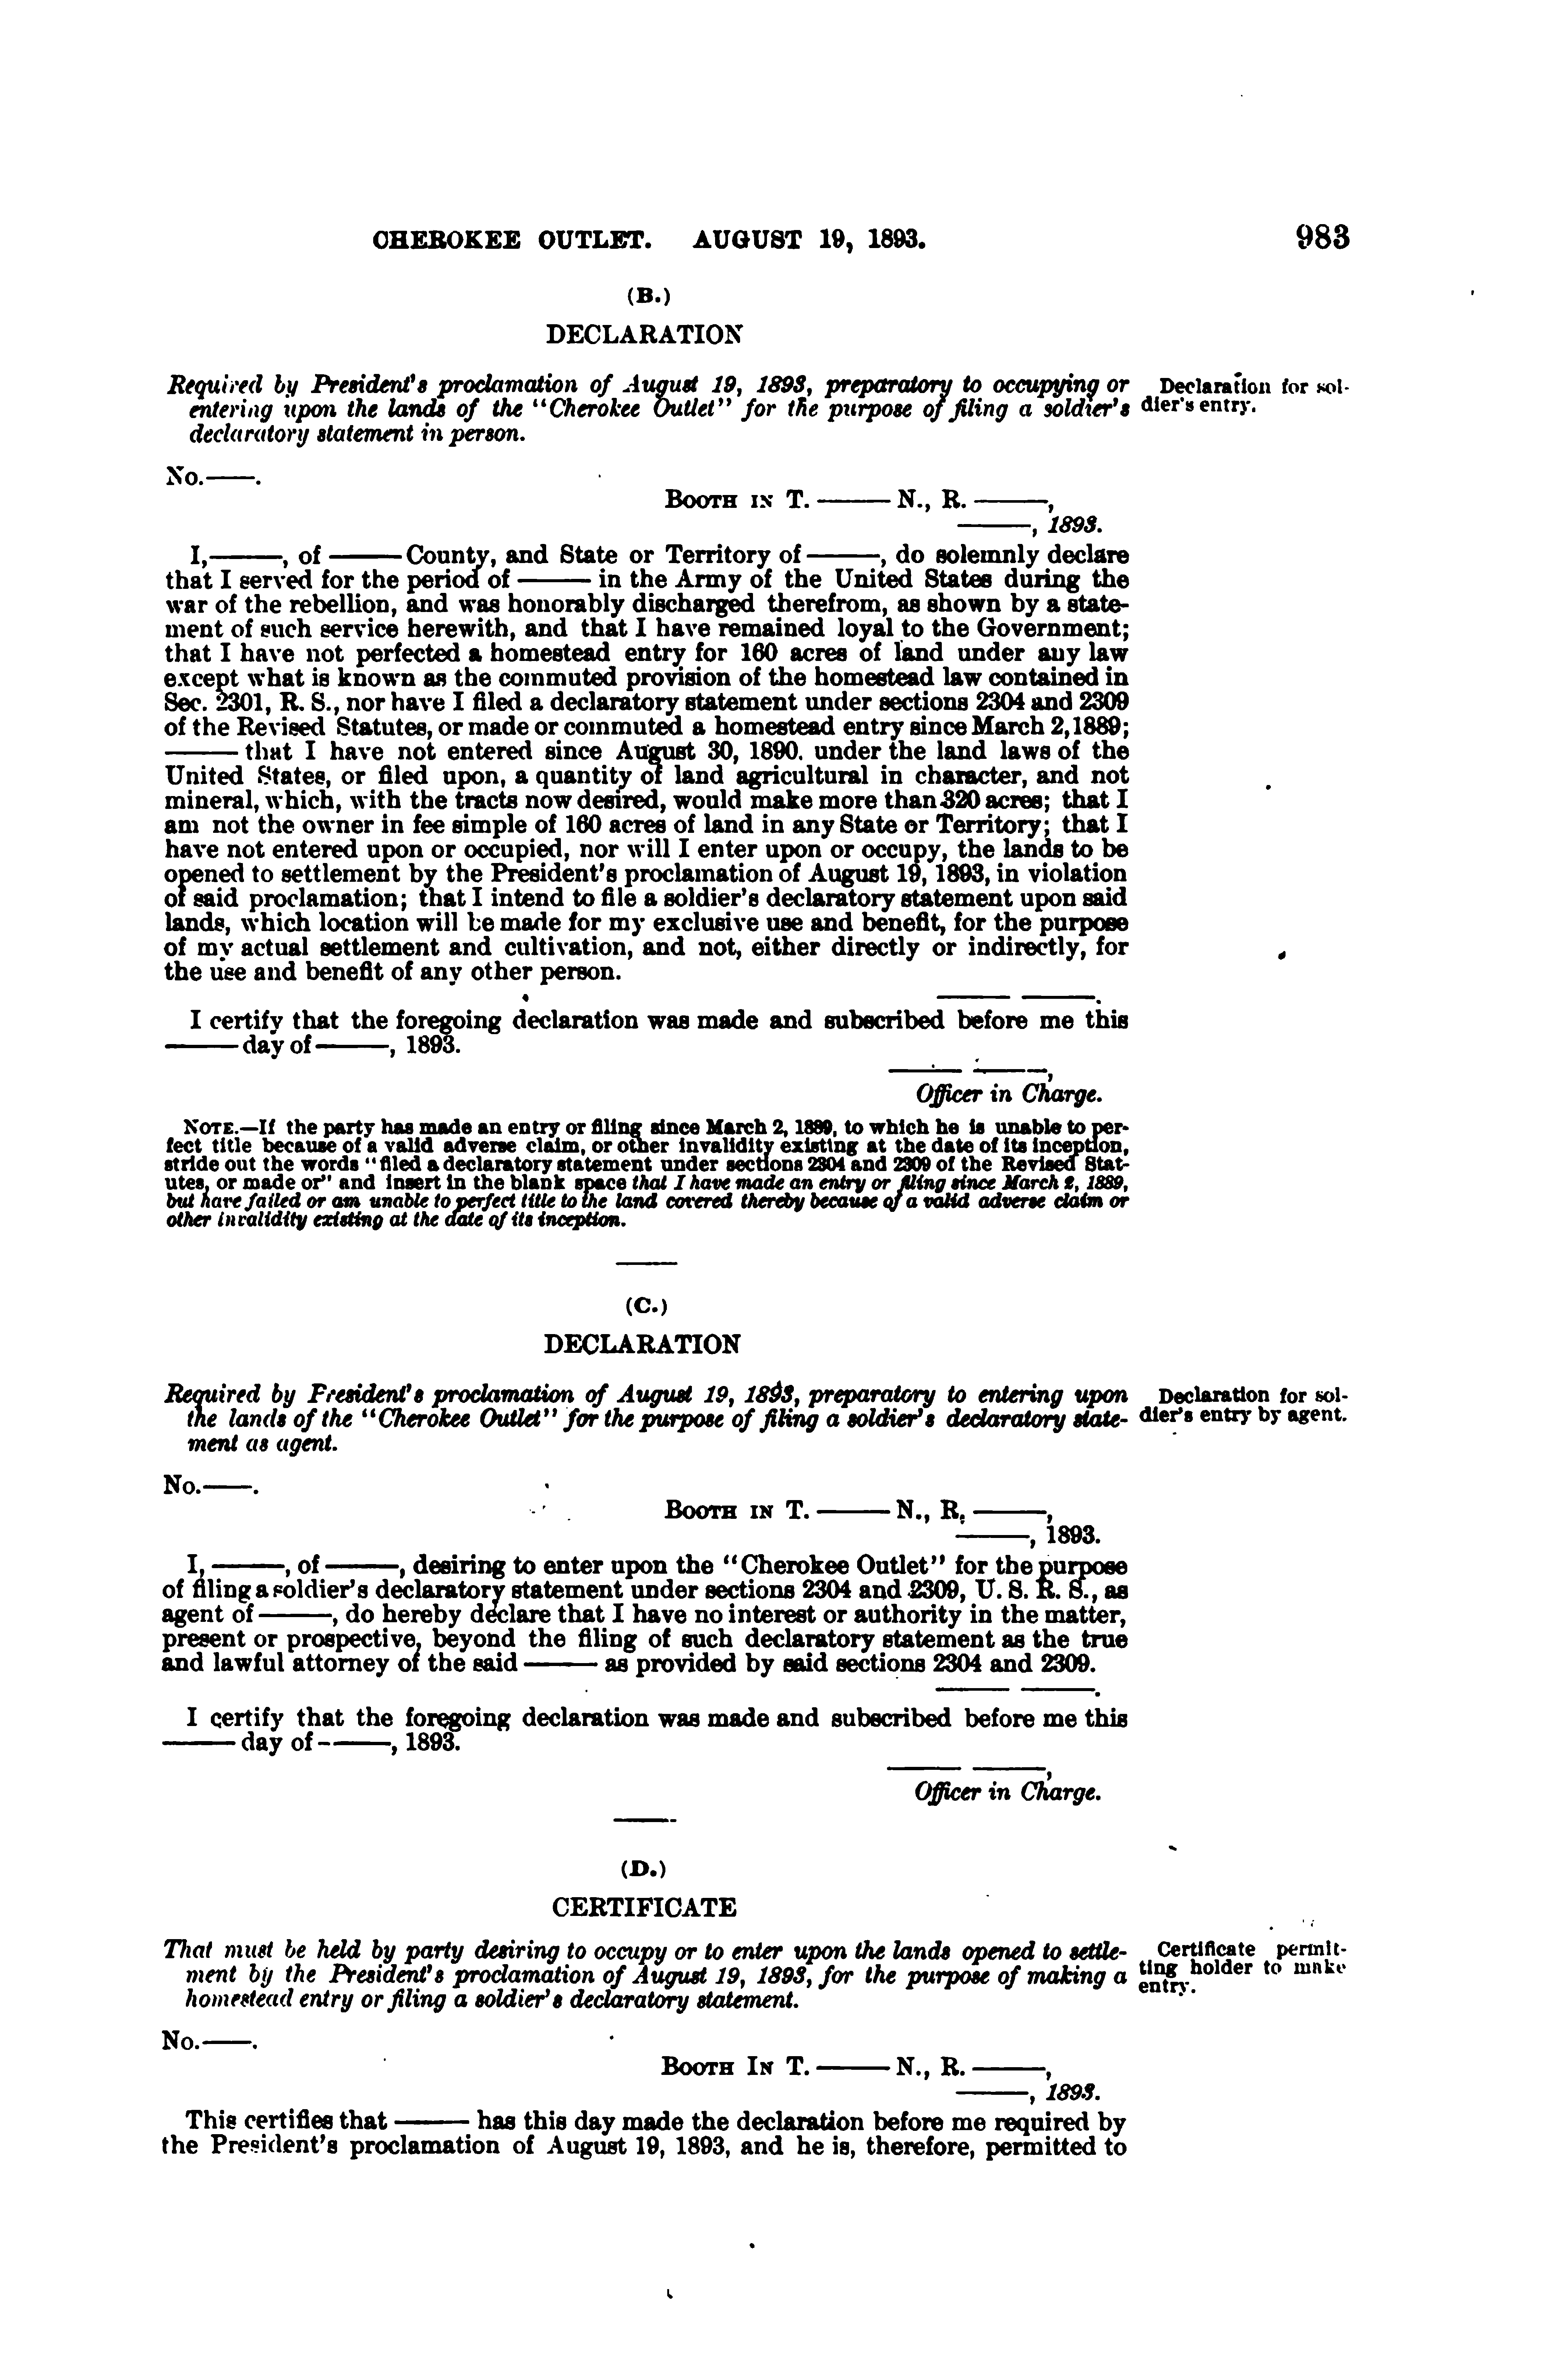 CHEROKEE OUTLET. AUGUST 19, 1893. 983
(B.)
DECLARATION
Required by President's proclamation of August 19, 1893, preparatory to occupying or
entering upon the lands of the "Cherokee Outlet" for the purpose of filing a soldier's
declaratory statement in person.
Declaration for sol-
dier's entry.
No.——.
BOOTH IN T. —— N., R. ——,
——, 1893.
I, ——, of —— County, and State or Territory of ——, do solemnly declare
that I served for the period of —— in the Army of the United States during the
war of the rebellion, and was honorably discharged therefrom, as shown by a state-
ment of such service herewith, and that I have remained loyal to the Government;
that I have not perfected a homestead entry for 160 acres of land under any law
except what is known as the commuted provision of the homestead law contained in
Sec. 2301, R. S., nor have I filed a declaratory statement under sections 2304 and 2309
of the Revised Statutes, or made or commuted a homestead entry since March 2, 1889;
—— that I have not entered since August 30, 1890. under the land laws of the
United States, or filed upon, a quantity of land agricultural in character, and not
mineral, which, with the tracts now desired, would make more than 320 acres; that I
am not the owner in fee simple of 160 acres of land in any State or Territory; that I
have not entered upon or occupied, nor will I enter upon or occupy, the lands to be
opened to settlement by the President's proclamation of August 19, 1893, in violation
of said proclamation; that I intend to file a soldier's declaratory statement upon said
lands, which location will be made for my exclusive use and benefit, for the purpose
of my actual settlement and cultivation, and not, either directly or indirectly, for
the use and benefit of any other person.
—— ——.
I certify that the foregoing declaration was made and subscribed before me this
—— day of ——, 1893.
—— ——,
Officer in Charge.
NOTE.—If the party has made an entry or filing since March 2, 1889, to which he is unable to per-
fect title because of a valid adverse claim, or other invalidity existing at the date of its inception,
stride out the words "filed a declaratory statement under sections 2304 and 2309 of the Revised Stat-
utes, or made or" and insert in the blank space that I have made an entry or filing since March 2, 1889,
but have failed or am unable to perfect title to the land covered thereby because of a valid adverse claim or
other invalidity existing at the date of its inception.
(C.)
DECLARATION
Required by President's proclamation of August 19, 1893, preparatory to entering upon
the lands of the "Cherokee Outlet" for the purpose of filing a soldier's declaratory state-
ment as agent.
Declaration for sol-
dier's entry by agent.
No.——.
BOOTH IN T. —— N., R. ——,
——, 1893.
I, ——, of ——, desiring to enter upon the "Cherokee Outlet" for the purpose
of filing a soldier's declaratory statement under sections 2304 and 2309, U. S. R. S., as
agent of ——, do hereby declare that I have no interest or authority in the matter,
present or prospective, beyond the filing of such declaratory statement as the true
and lawful attorney of the said —— as provided by said sections 2304 and 2309.
—— ——.
I certify that the foregoing declaration was made and subscribed before me this
—— day of ——, 1893.
—— ——,
Officer in Charge.
(D.)
CERTIFICATE
That must be held by party desiring to occupy or to enter upon the lands opened to settle-
ment by the President's proclamation of August 19, 1893, for the purpose of making a
homestead entry or filing a soldier's declaratory statement.
Certificate permit-
ting holder to make
entry.
No.——.
BOOTH IN T. —— N., R. ——,
——, 1893.
This certifies that —— has this day made the declaration before me required by
the President's proclamation of August 19, 1893, and he is, therefore, permitted to